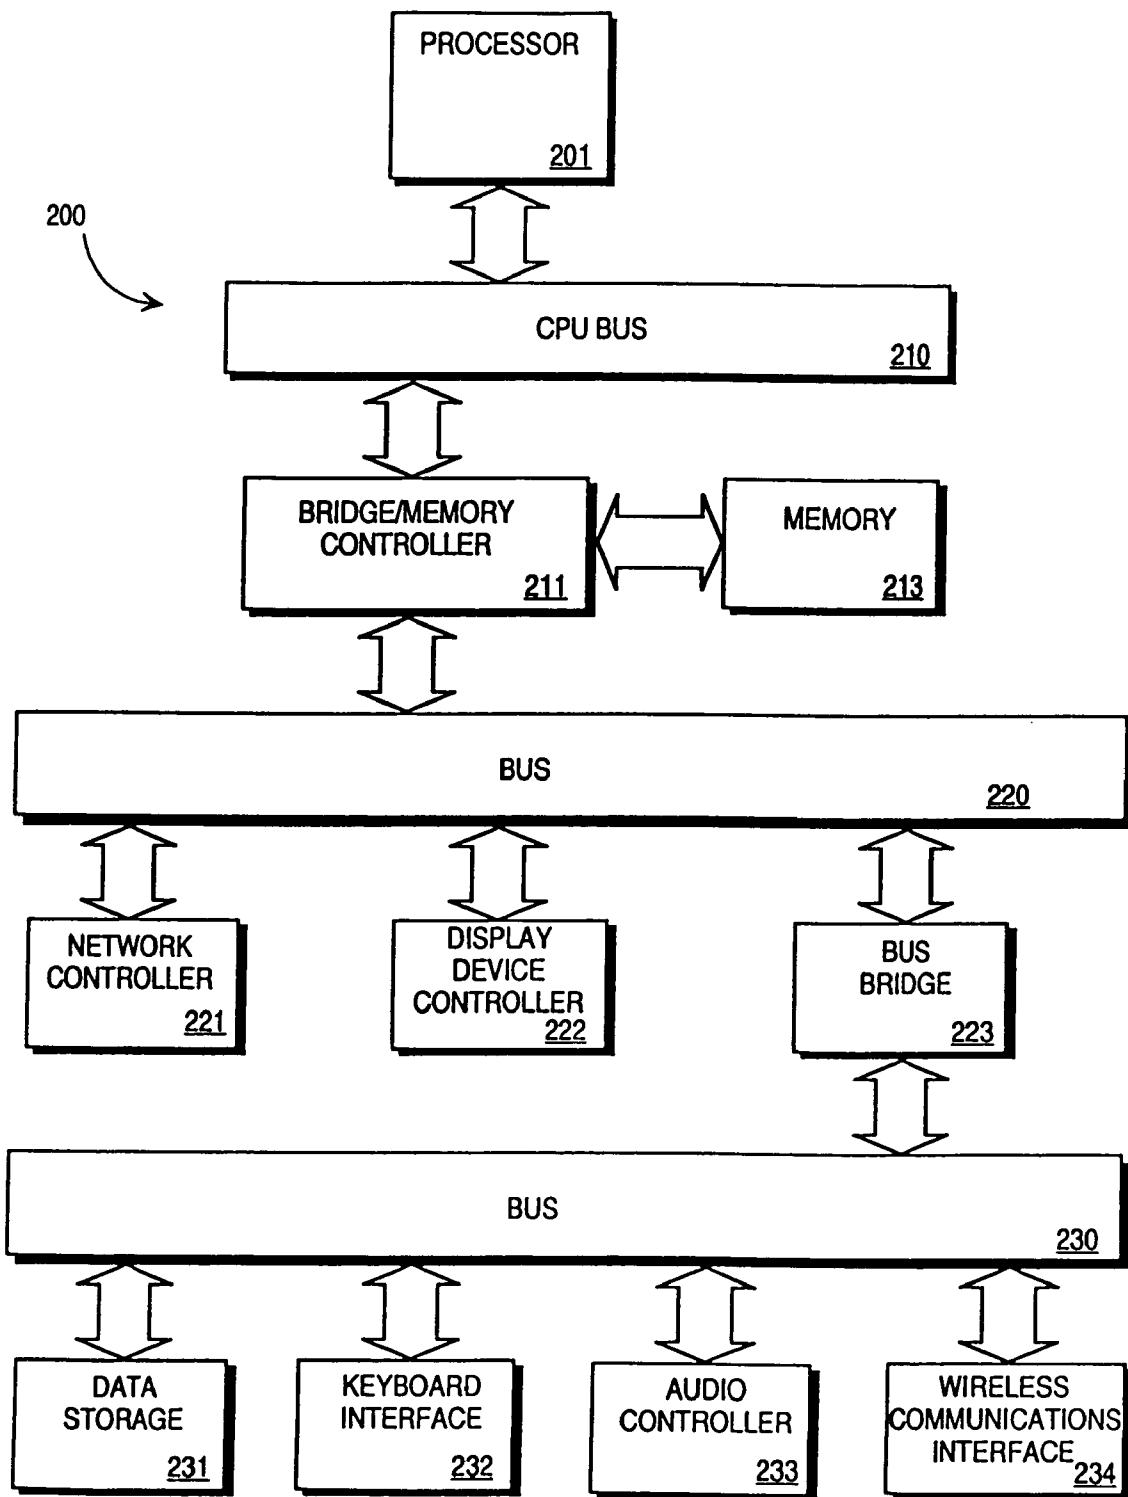 PROCESSOR
201
200
CPU BUS
210
BRIDGE/MEMORY
CONTROLLER
211
MEMORY
213
BUS
220
NETWORK
CONTROLLER
221
DISPLAY
DEVICE
CONTROLLER
222
BUS
BRIDGE
223
BUS
230
DATA
STORAGE
231
KEYBOARD
INTERFACE
232
AUDIO
CONTROLLER
233
WIRELESS
COMMUNICATIONS
INTERFACE
234